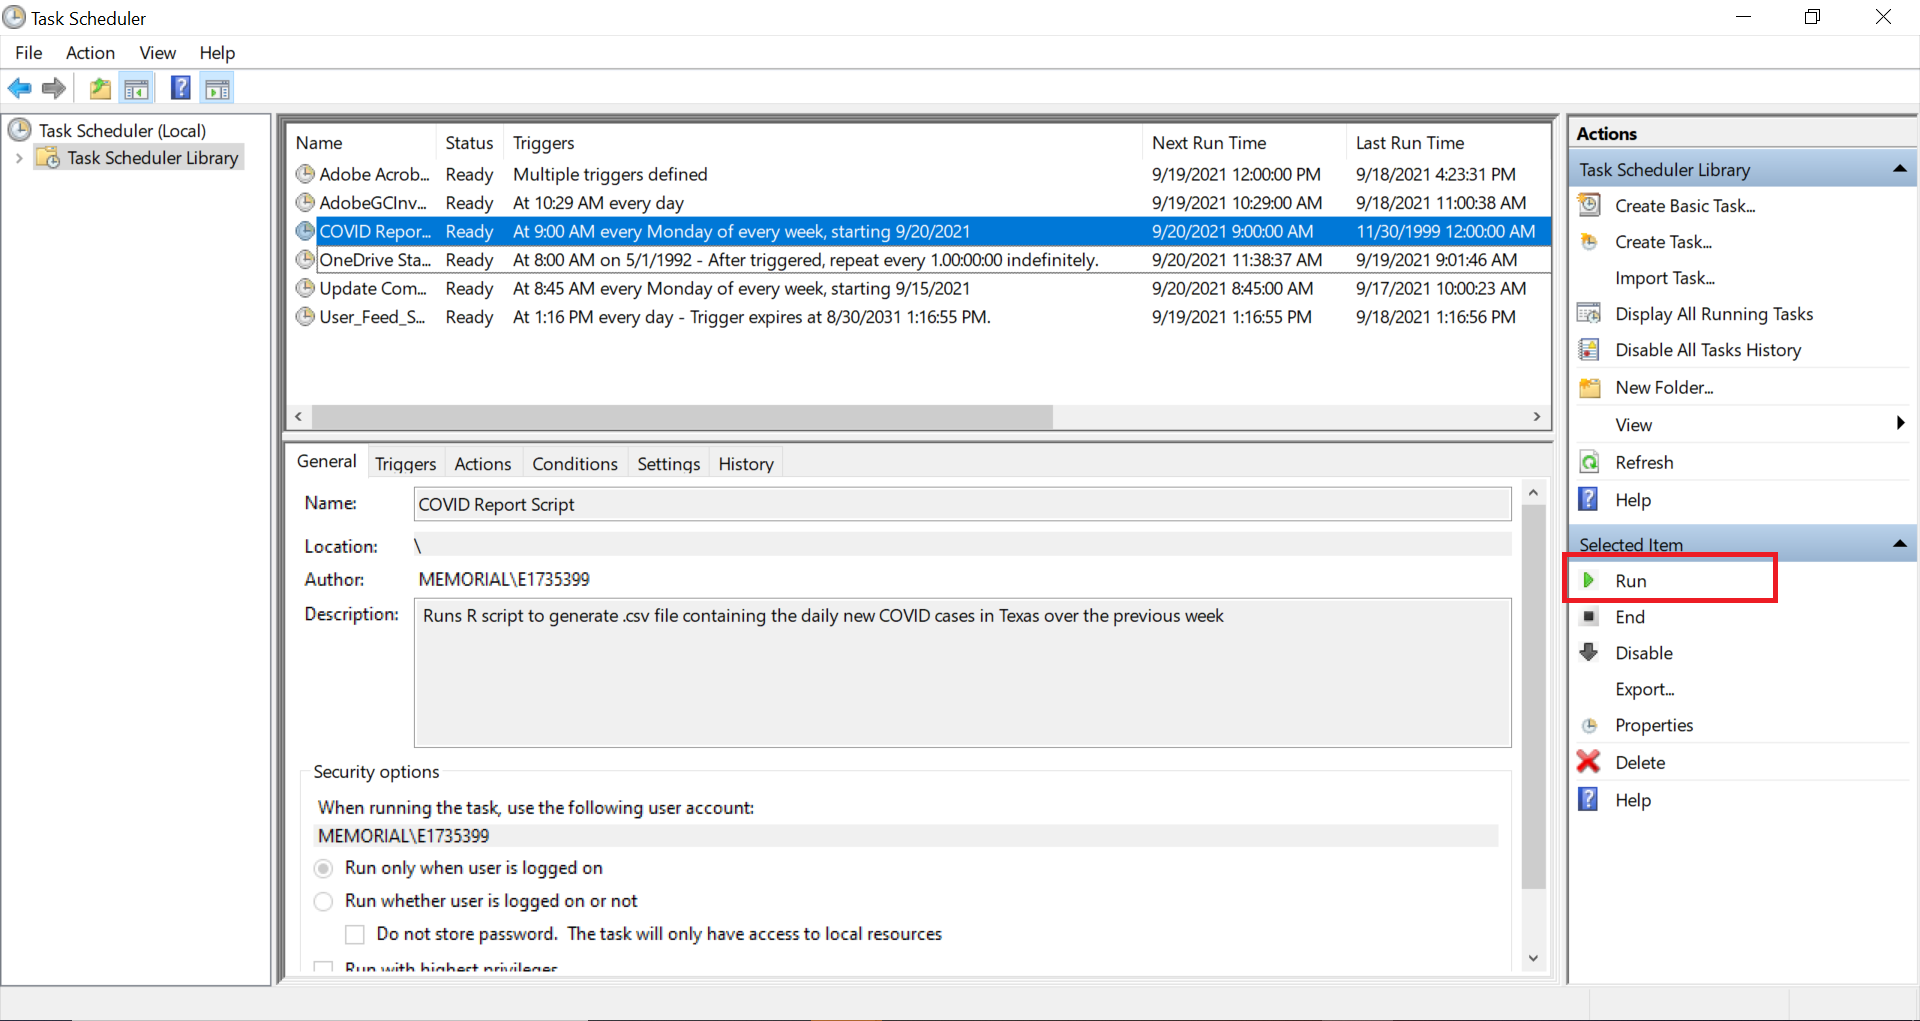 Task Scheduler
File Action View Help
Task Scheduler (Local)
Task Scheduler Library
Name Status Triggers Next Run Time Last Run Time
Adobe Acrob... Ready Multiple triggers defined 9/19/2021 12:00:00 PM 9/18/2021 4:23:31 PM
AdobeGCInv... Ready At 10:29 AM every day 9/19/2021 10:29:00 AM 9/18/2021 11:00:38 AM
COVID Repor... Ready At 9:00 AM every Monday of every week, starting 9/20/2021 9/20/2021 9:00:00 AM 11/30/1999 12:00:00 AM
OneDrive Sta... Ready At 8:00 AM on 5/1/1992 - After triggered, repeat every 1.00:00:00 indefinitely. 9/20/2021 11:38:37 AM 9/19/2021 9:01:46 AM
Update Com... Ready At 8:45 AM every Monday of every week, starting 9/15/2021 9/20/2021 8:45:00 AM 9/17/2021 10:00:23 AM
User_Feed_S... Ready At 1:16 PM every day - Trigger expires at 8/30/2031 1:16:55 PM. 9/19/2021 1:16:55 PM 9/18/2021 1:16:56 PM
General Triggers Actions Conditions Settings History
Name: COVID Report Script
Location: \
Author: MEMORIAL\E1735399
Description: Runs R script to generate .csv file containing the daily new COVID cases in Texas over the previous week
Security options
When running the task, use the following user account:
MEMORIAL\E1735399
Run only when user is logged on
Run whether user is logged on or not
Do not store password. The task will only have access to local resources
Run with highest privileges
Actions
Task Scheduler Library
Create Basic Task...
Create Task...
Import Task...
Display All Running Tasks
Disable All Tasks History
New Folder...
View
Refresh
Help
Selected Item
Run
End
Disable
Export...
Properties
Delete
Help